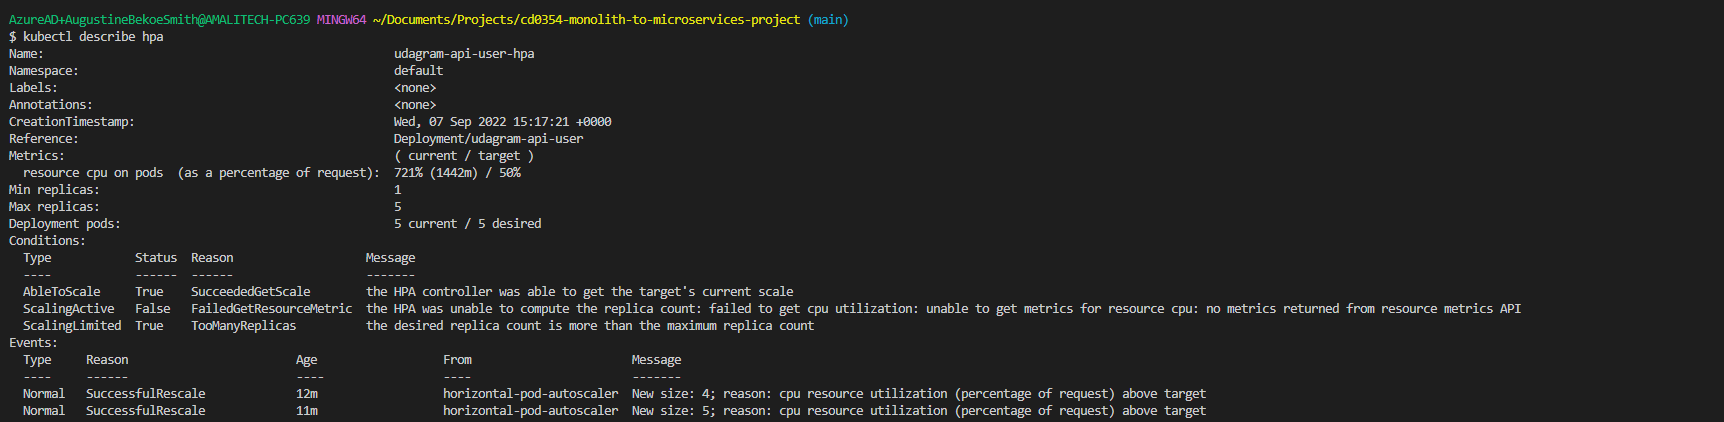 AzureAD+AugustineBekoeSmith@AMALITECH-PC639 MINGW64 ~/Documents/Projects/cd0354-monolith-to-microservices-project (main)
$ kubectl describe hpa
Name:                                                  udagram-api-user-hpa
Namespace:                                             default
Labels:                                                <none>
Annotations:                                           <none>
CreationTimestamp:                                     Wed, 07 Sep 2022 15:17:21 +0000
Reference:                                             Deployment/udagram-api-user
Metrics:                                               ( current / target )
  resource cpu on pods  (as a percentage of request):  721% (1442m) / 50%
Min replicas:                                          1
Max replicas:                                          5
Deployment pods:                                       5 current / 5 desired
Conditions:
  Type            Status  Reason                   Message
  ----            ------  ------                   -------
  AbleToScale     True    SucceededGetScale        the HPA controller was able to get the target's current scale
  ScalingActive   False   FailedGetResourceMetric  the HPA was unable to compute the replica count: failed to get cpu utilization: unable to get metrics for resource cpu: no metrics returned from resource metrics API
  ScalingLimited  True    TooManyReplicas          the desired replica count is more than the maximum replica count
Events:
  Type     Reason                        Age                  From                       Message
  ----     ------                        ----                 ----                       -------
  Normal   SuccessfulRescale             12m                  horizontal-pod-autoscaler  New size: 4; reason: cpu resource utilization (percentage of request) above target
  Normal   SuccessfulRescale             11m                  horizontal-pod-autoscaler  New size: 5; reason: cpu resource utilization (percentage of request) above target